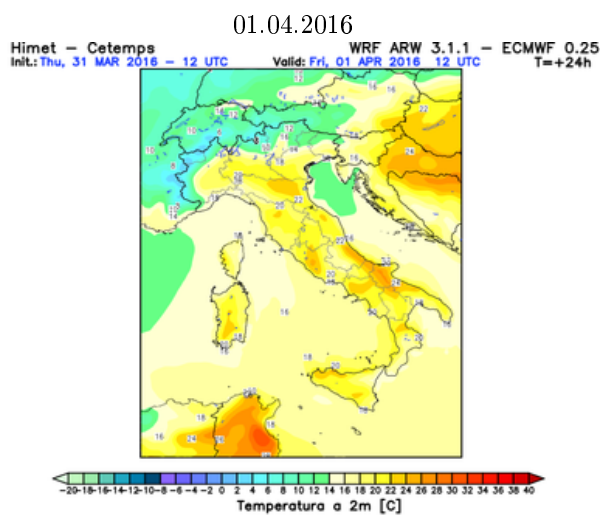 01.04.2016
Himet – Cetemps WRF ARW 3.1.1 – ECMWF 0.25
Init.: Thu, 31 MAR 2016 – 12 UTC Valid: Fri, 01 APR 2016 12 UTC T=+24h
-20 -18 -16 -14 -12 -10 -8 -6 -4 -2 0 2 4 6 8 10 12 14 16 18 20 22 24 26 28 30 32 34 36 38 40
Temperatura a 2m [C]